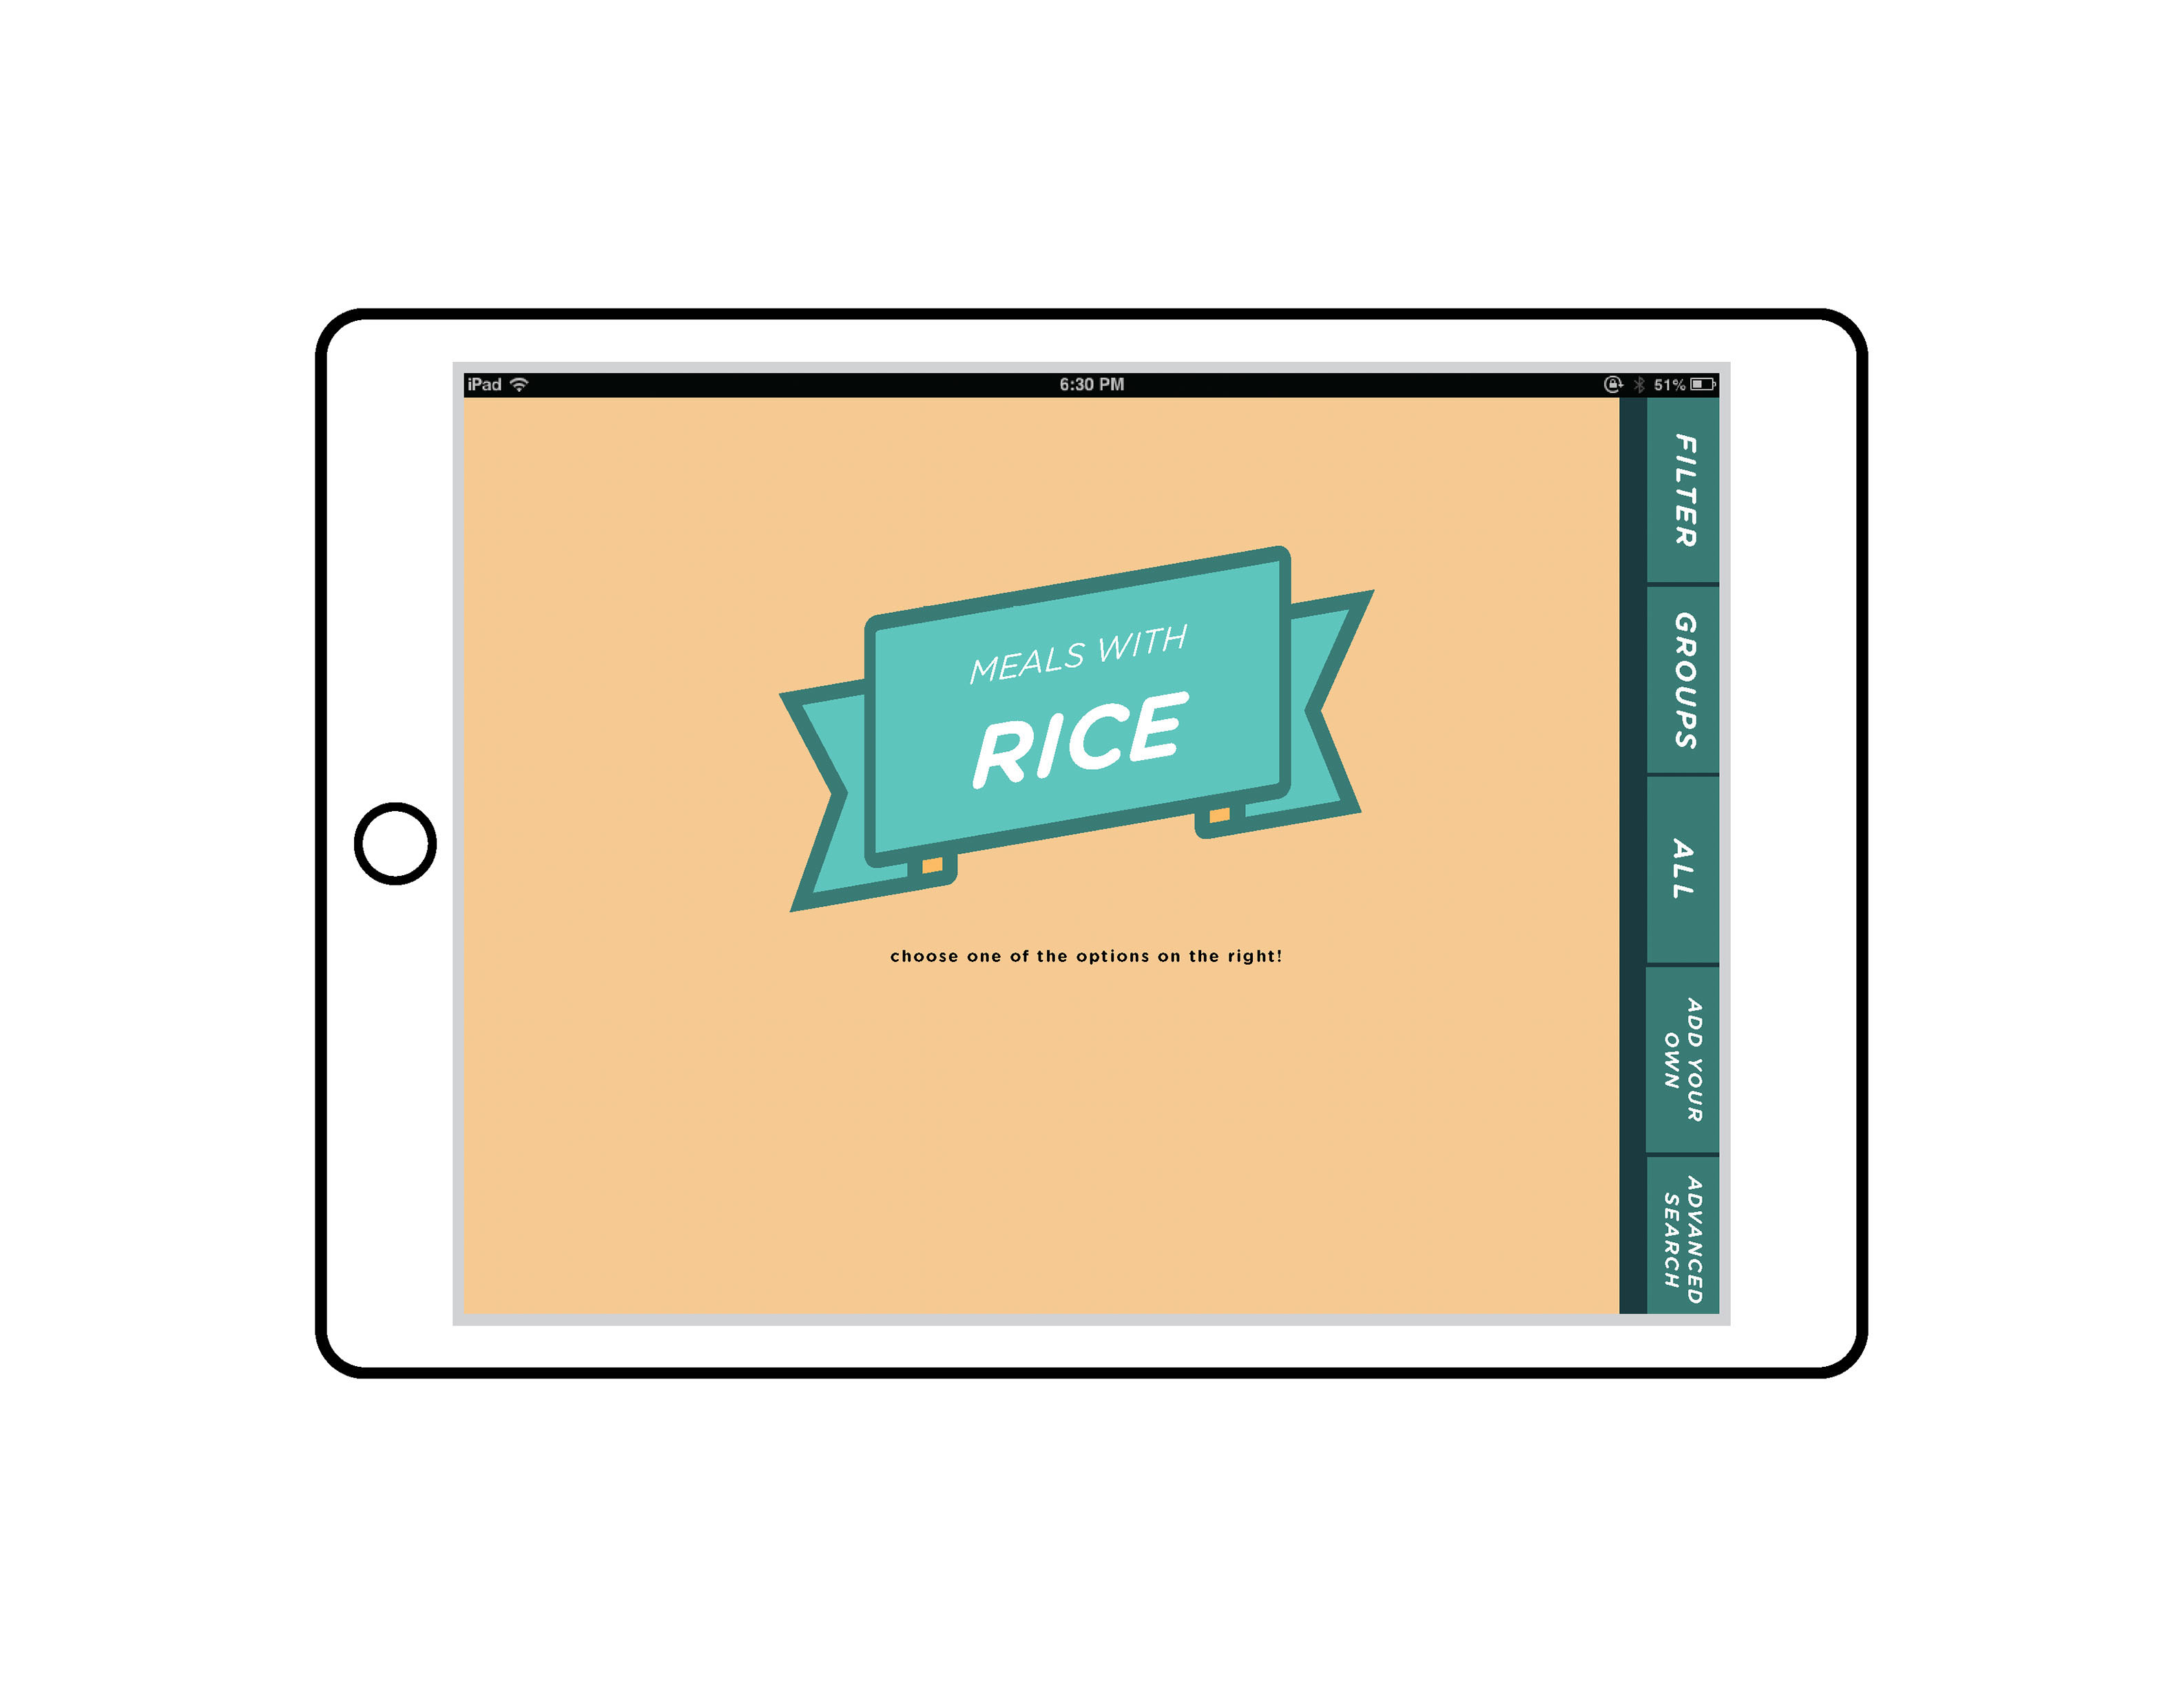 iPad
6:30 PM
51%
MEALS WITH
RICE
choose one of the options on the right!
FILTER
GROUPS
ALL
ADD YOUR
OWN
ADVANCED
SEARCH